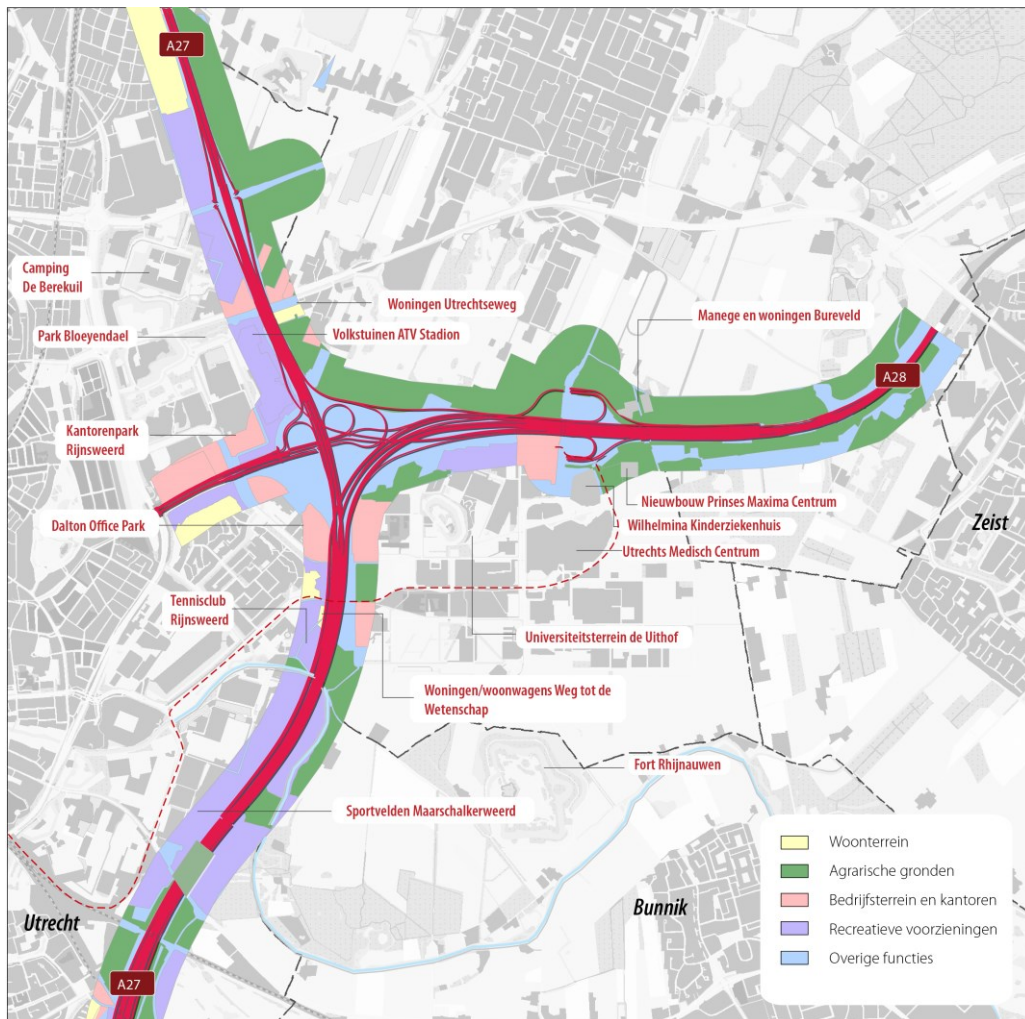 A27
Camping
De Berekuil
Woningen Utrechtseweg
Manege en woningen Bureveld
Park Bloeyendael
Volkstuinen ATV Stadion
A28
Kantorenpark
Rijnsweerd
Nieuwbouw Prinses Maxima Centrum
Dalton Office Park
Wilhelmina Kinderziekenhuis
Zeist
Utrechts Medisch Centrum
Tennisclub
Rijnsweerd
Universiteitsterrein de Uithof
Woningen/woonwagens Weg tot de
Wetenschap
Fort Rhijnauwen
Sportvelden Maarschalkerweerd
Woonterrein
Agrarische gronden
Bedrijfsterrein en kantoren
Recreatieve voorzieningen
Overige functies
Utrecht
Bunnik
A27